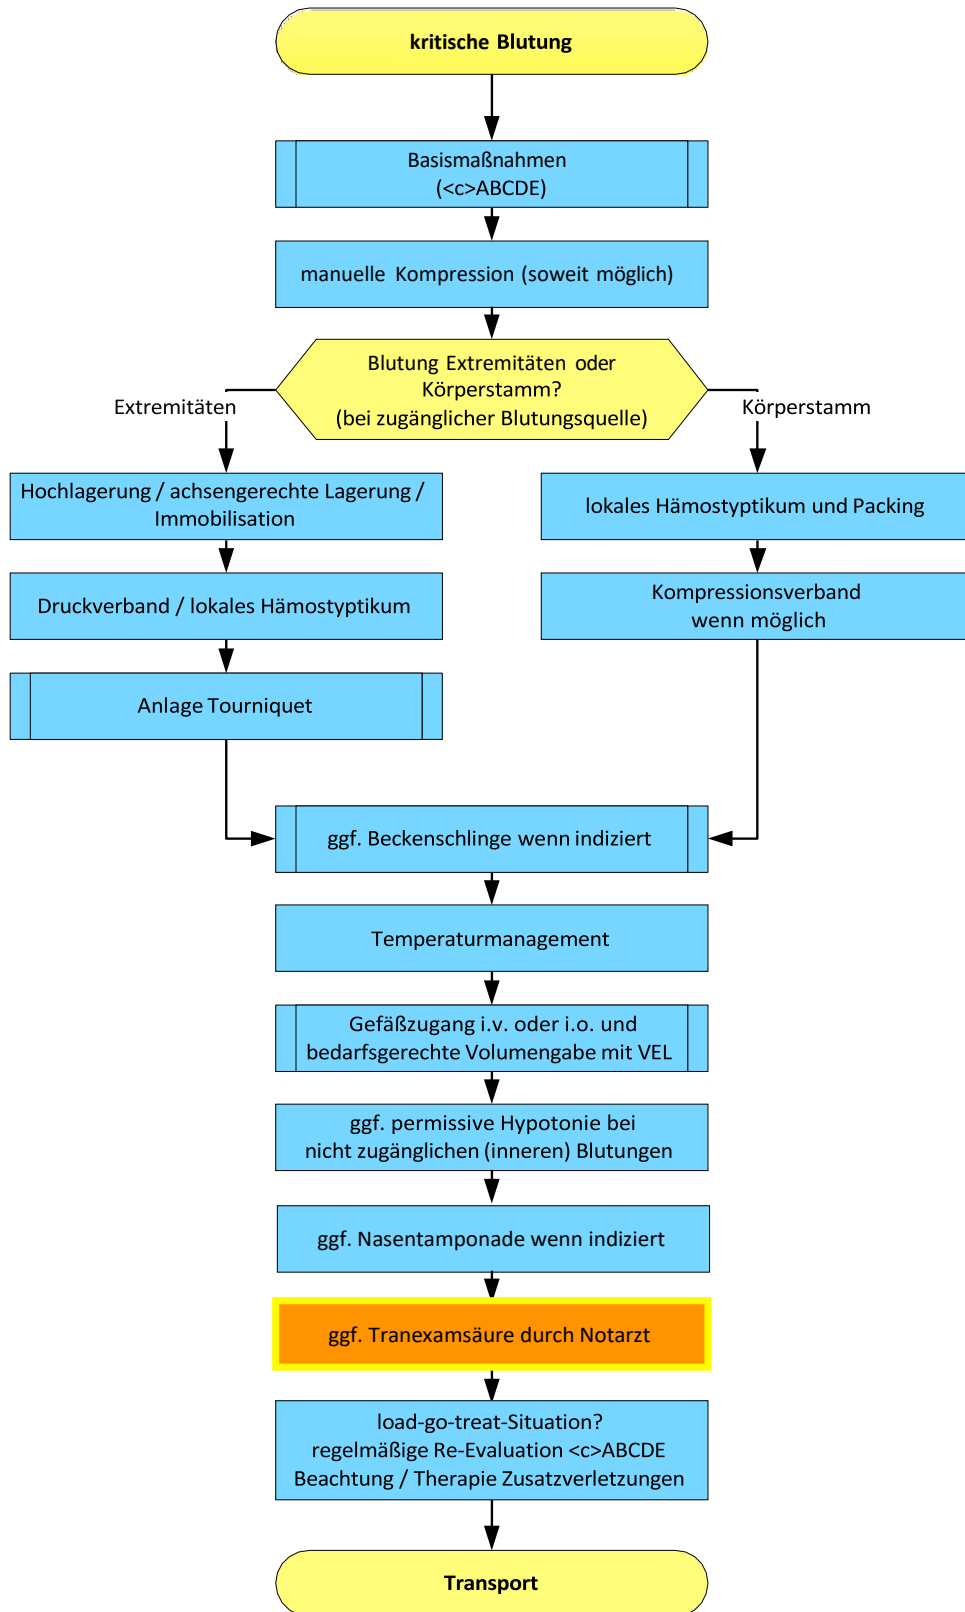 kritische Blutung
Basismaßnahmen
(<c>ABCDE)
manuelle Kompression (soweit möglich)
Blutung Extremitäten oder
Körperstamm?
(bei zugänglicher Blutungsquelle)
Extremitäten
Körperstamm
Hochlagerung / achsengerechte Lagerung /
Immobilisation
lokales Hämostyptikum und Packing
Druckverband / lokales Hämostyptikum
Kompressionsverband
wenn möglich
Anlage Tourniquet
ggf. Beckenschlinge wenn indiziert
Temperaturmanagement
Gefäßzugang i.v. oder i.o. und
bedarfsgerechte Volumengabe mit VEL
ggf. permissive Hypotonie bei
nicht zugänglichen (inneren) Blutungen
ggf. Nasentamponade wenn indiziert
ggf. Tranexamsäure durch Notarzt
load-go-treat-Situation?
regelmäßige Re-Evaluation <c>ABCDE
Beachtung / Therapie Zusatzverletzungen
Transport